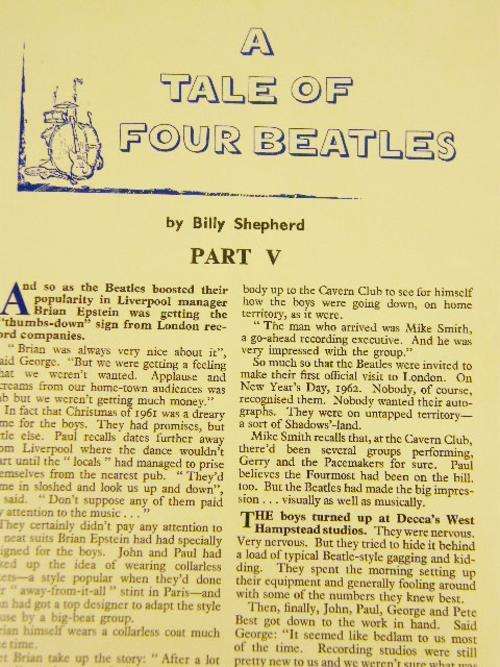 A
TALE OF
FOUR BEATLES
by Billy Shepherd
PART V
And so as the Beatles boosted their
popularity in Liverpool manager
Brian Epstein was getting the
"thumbs-down" sign from London rec-
ord companies.
"Brian was always very nice about it",
said George. "But we were getting a feeling
that we weren't wanted. Applause and
screams from our home-town audiences was
but we weren't getting much money."
In fact that Christmas of 1961 was a dreary
me for the boys. They had promises, but
tle else. Paul recalls dates further away
om Liverpool where the dance wouldn't
art until the "locals" had managed to prise
emselves from the nearest pub. "They'd
me in sloshed and look us up and down",
said. "Don't suppose any of them paid
y attention to the music . . ."
They certainly didn't pay any attention to
neat suits Brian Epstein had had specially
igned for the boys. John and Paul had
ked up the idea of wearing collarless
ets—a style popular when they'd done
r "away-from-it-all" stint in Paris—and
an had got a top designer to adapt the style
use by a big-beat group.
rian himself wears a collarless coat much
e time.
et Brian take up the story: "After a lot
body up to the Cavern Club to see for himself
how the boys were going down, on home
territory, as it were.
"The man who arrived was Mike Smith,
a go-ahead recording executive. And he was
very impressed with the group."
So much so that the Beatles were invited to
make their first official visit to London. On
New Year's Day, 1962. Nobody, of course,
recognised them. Nobody wanted their auto-
graphs. They were on untapped territory—
a sort of Shadows'-land.
Mike Smith recalls that, at the Cavern Club,
there'd been several groups performing,
Gerry and the Pacemakers for sure. Paul
believes the Fourmost had been on the bill.
too. But the Beatles had made the big impres-
sion . . . visually as well as musically.
THE boys turned up at Decca's West
Hampstead studios. They were nervous.
Very nervous. But they tried to hide it behind
a load of typical Beatle-style gagging and kid-
ding. They spent the morning setting up
their equipment and generally fooling around
with some of the numbers they knew best.
Then, finally, John, Paul, George and Pete
Best got down to the work in hand. Said
George: "It seemed like bedlam to us most
of the time. Recording studios were still
pretty new to us and we weren't sure what was